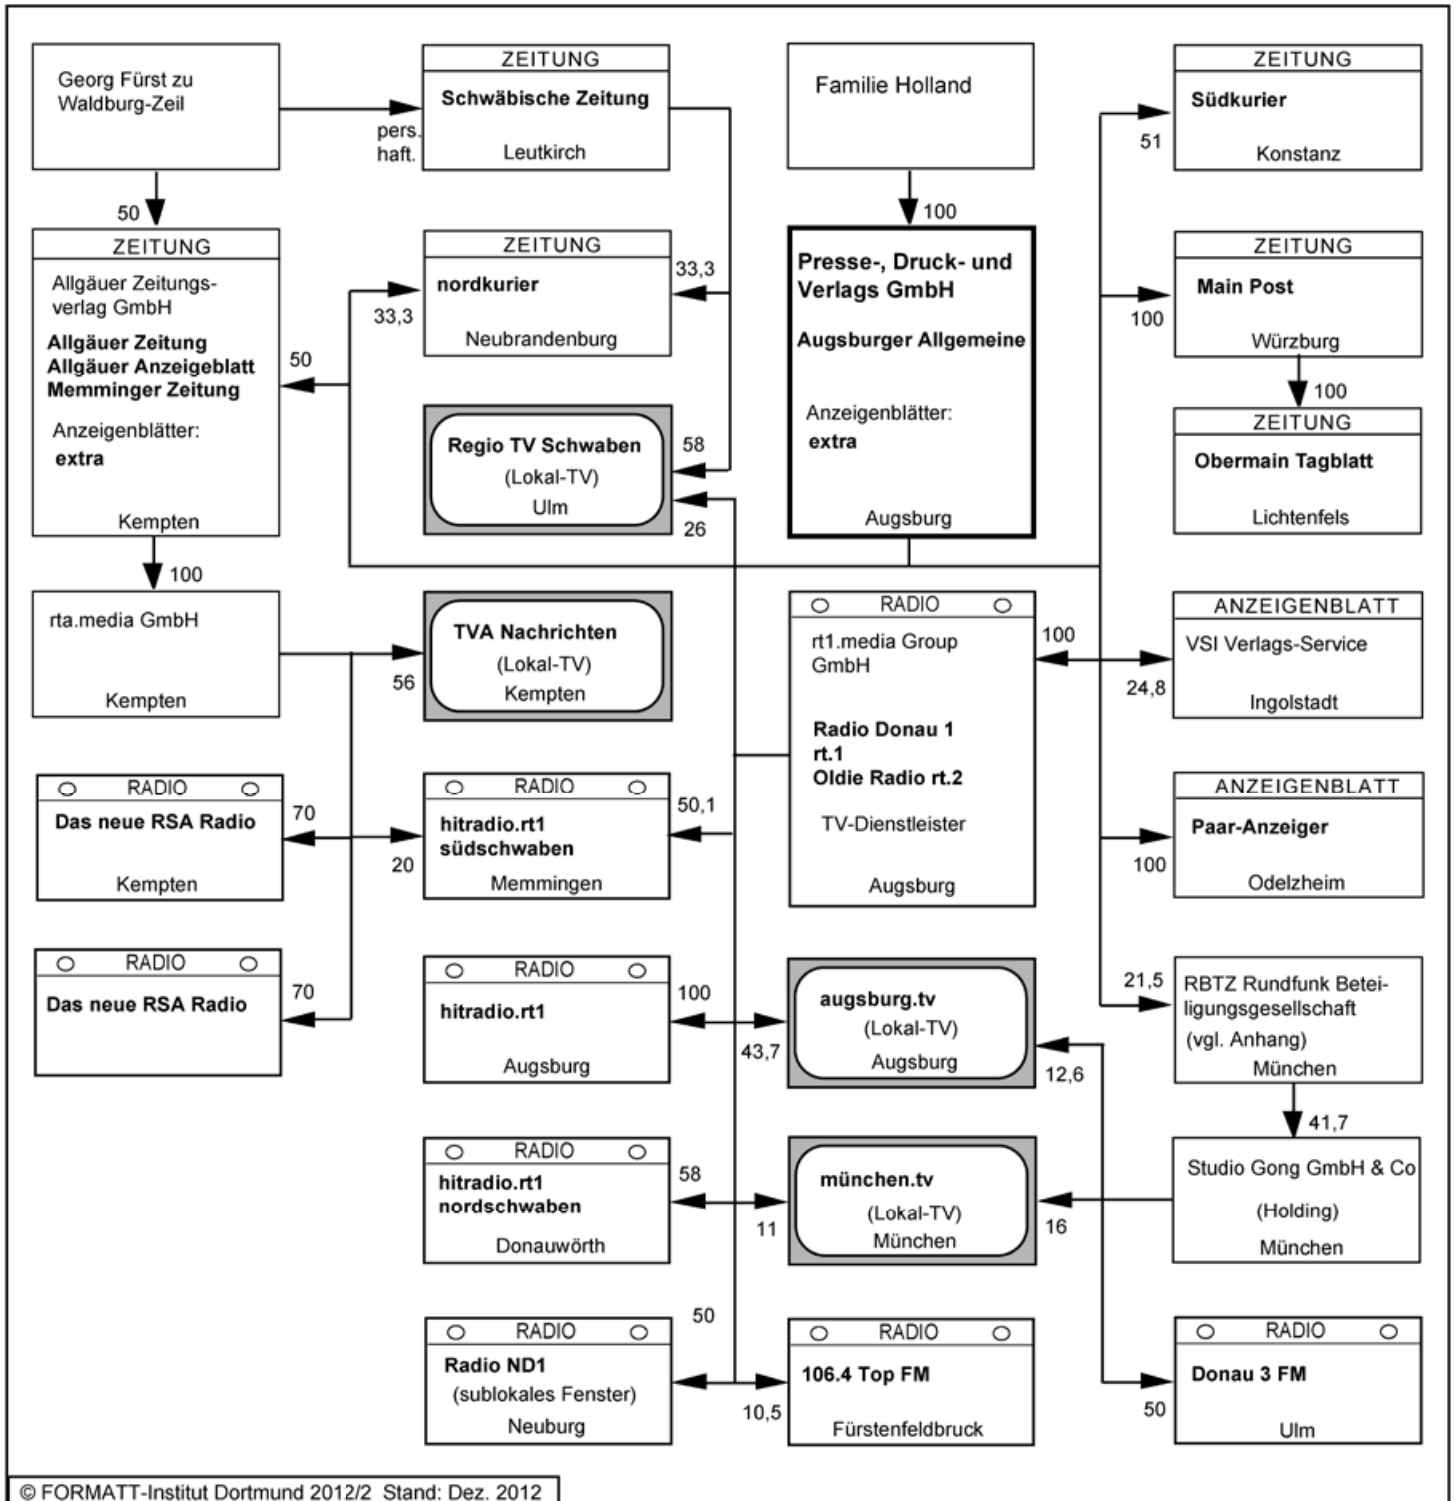 Georg Fürst zu
Waldburg-Zeil
pers.
haft.
ZEITUNG
Schwäbische Zeitung
Leutkirch
Familie Holland
ZEITUNG
Südkurier
Konstanz
51
50
100
ZEITUNG
Allgäuer Zeitungs-
verlag GmbH
Allgäuer Zeitung
Allgäuer Anzeigeblatt
Memminger Zeitung
Anzeigenblätter:
extra
Kempten
50
33,3
ZEITUNG
nordkurier
Neubrandenburg
33,3
Presse-, Druck- und
Verlags GmbH
Augsburger Allgemeine
Anzeigenblätter:
extra
Augsburg
100
ZEITUNG
Main Post
Würzburg
100
Regio TV Schwaben
(Lokal-TV)
Ulm
58
26
ZEITUNG
Obermain Tagblatt
Lichtenfels
100
rta.media GmbH
Kempten
56
TVA Nachrichten
(Lokal-TV)
Kempten
RADIO
rt1.media Group
GmbH
Radio Donau 1
rt.1
Oldie Radio rt.2
TV-Dienstleister
Augsburg
100
24,8
ANZEIGENBLATT
VSI Verlags-Service
Ingolstadt
RADIO
Das neue RSA Radio
Kempten
70
20
RADIO
hitradio.rt1
südschwaben
Memmingen
50,1
ANZEIGENBLATT
Paar-Anzeiger
Odelzheim
100
RADIO
Das neue RSA Radio
70
RADIO
hitradio.rt1
Augsburg
100
43,7
augsburg.tv
(Lokal-TV)
Augsburg
12,6
21,5
RBTZ Rundfunk Betei-
ligungsgesellschaft
(vgl. Anhang)
München
41,7
RADIO
hitradio.rt1
nordschwaben
Donauwörth
58
11
münchen.tv
(Lokal-TV)
München
16
Studio Gong GmbH & Co
(Holding)
München
RADIO
Radio ND1
(sublokales Fenster)
Neuburg
50
10,5
RADIO
106.4 Top FM
Fürstenfeldbruck
50
RADIO
Donau 3 FM
Ulm
© FORMATT-Institut Dortmund 2012/2 Stand: Dez. 2012